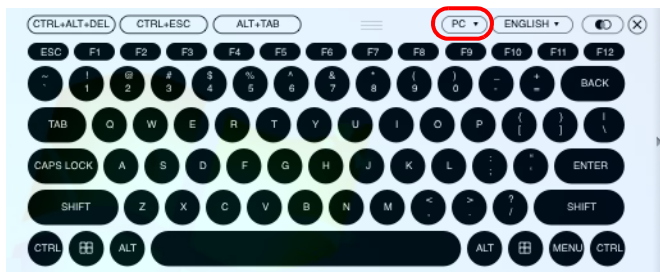 CTRL+ALT+DEL CTRL+ESC ALT+TAB PC ▾ ENGLISH ▾
ESC F1 F2 F3 F4 F5 F6 F7 F8 F9 F10 F11 F12
~ ! @ # $ % ^ & * ( ) _ +
` 1 2 3 4 5 6 7 8 9 0 - = BACK
TAB Q W E R T Y U I O P { [ } ] | \
CAPS LOCK A S D F G H J K L : ; " ' ENTER
SHIFT Z X C V B N M < , > . ? / SHIFT
CTRL ALT ALT MENU CTRL